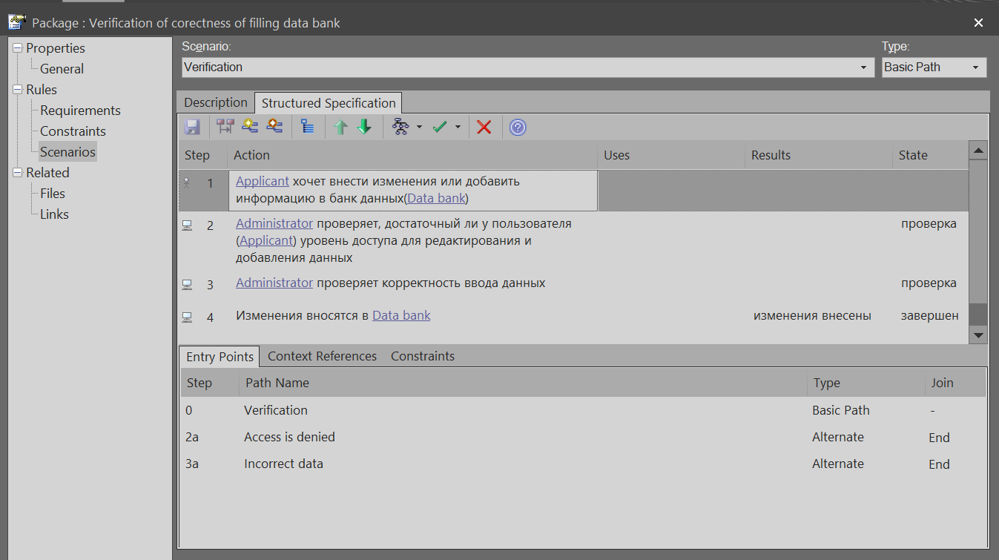 Package : Verification of corectness of filling data bank
Properties
General
Rules
Requirements
Constraints
Scenarios
Related
Files
Links
Scenario:
Type:
Verification
Basic Path
Description
Structured Specification
Step
Action
Uses
Results
State
1
Applicant хочет внести изменения или добавить
информацию в банк данных(Data bank)
2
Administrator проверяет, достаточный ли у пользователя
(Applicant) уровень доступа для редактирования и
добавления данных
проверка
3
Administrator проверяет корректность ввода данных
проверка
4
Изменения вносятся в Data bank
изменения внесены
завершен
Entry Points
Context References
Constraints
Step
Path Name
Type
Join
0
Verification
Basic Path
-
2a
Access is denied
Alternate
End
3a
Incorrect data
Alternate
End